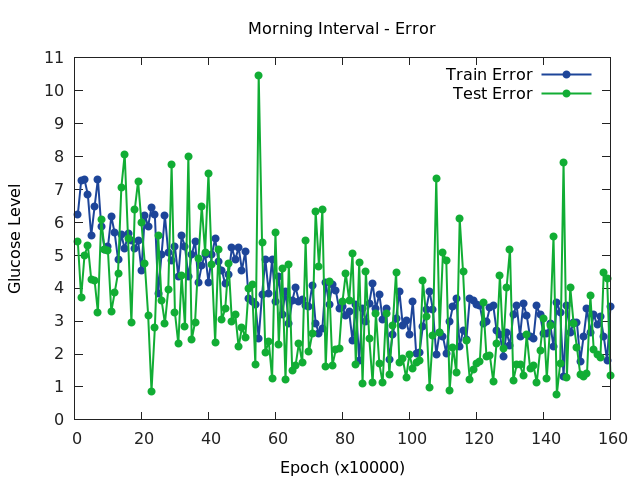 Morning Interval - Error
Train Error
Test Error
Glucose Level
11
10
9
8
7
6
5
4
3
2
1
0
0 20 40 60 80 100 120 140 160
Epoch (x10000)